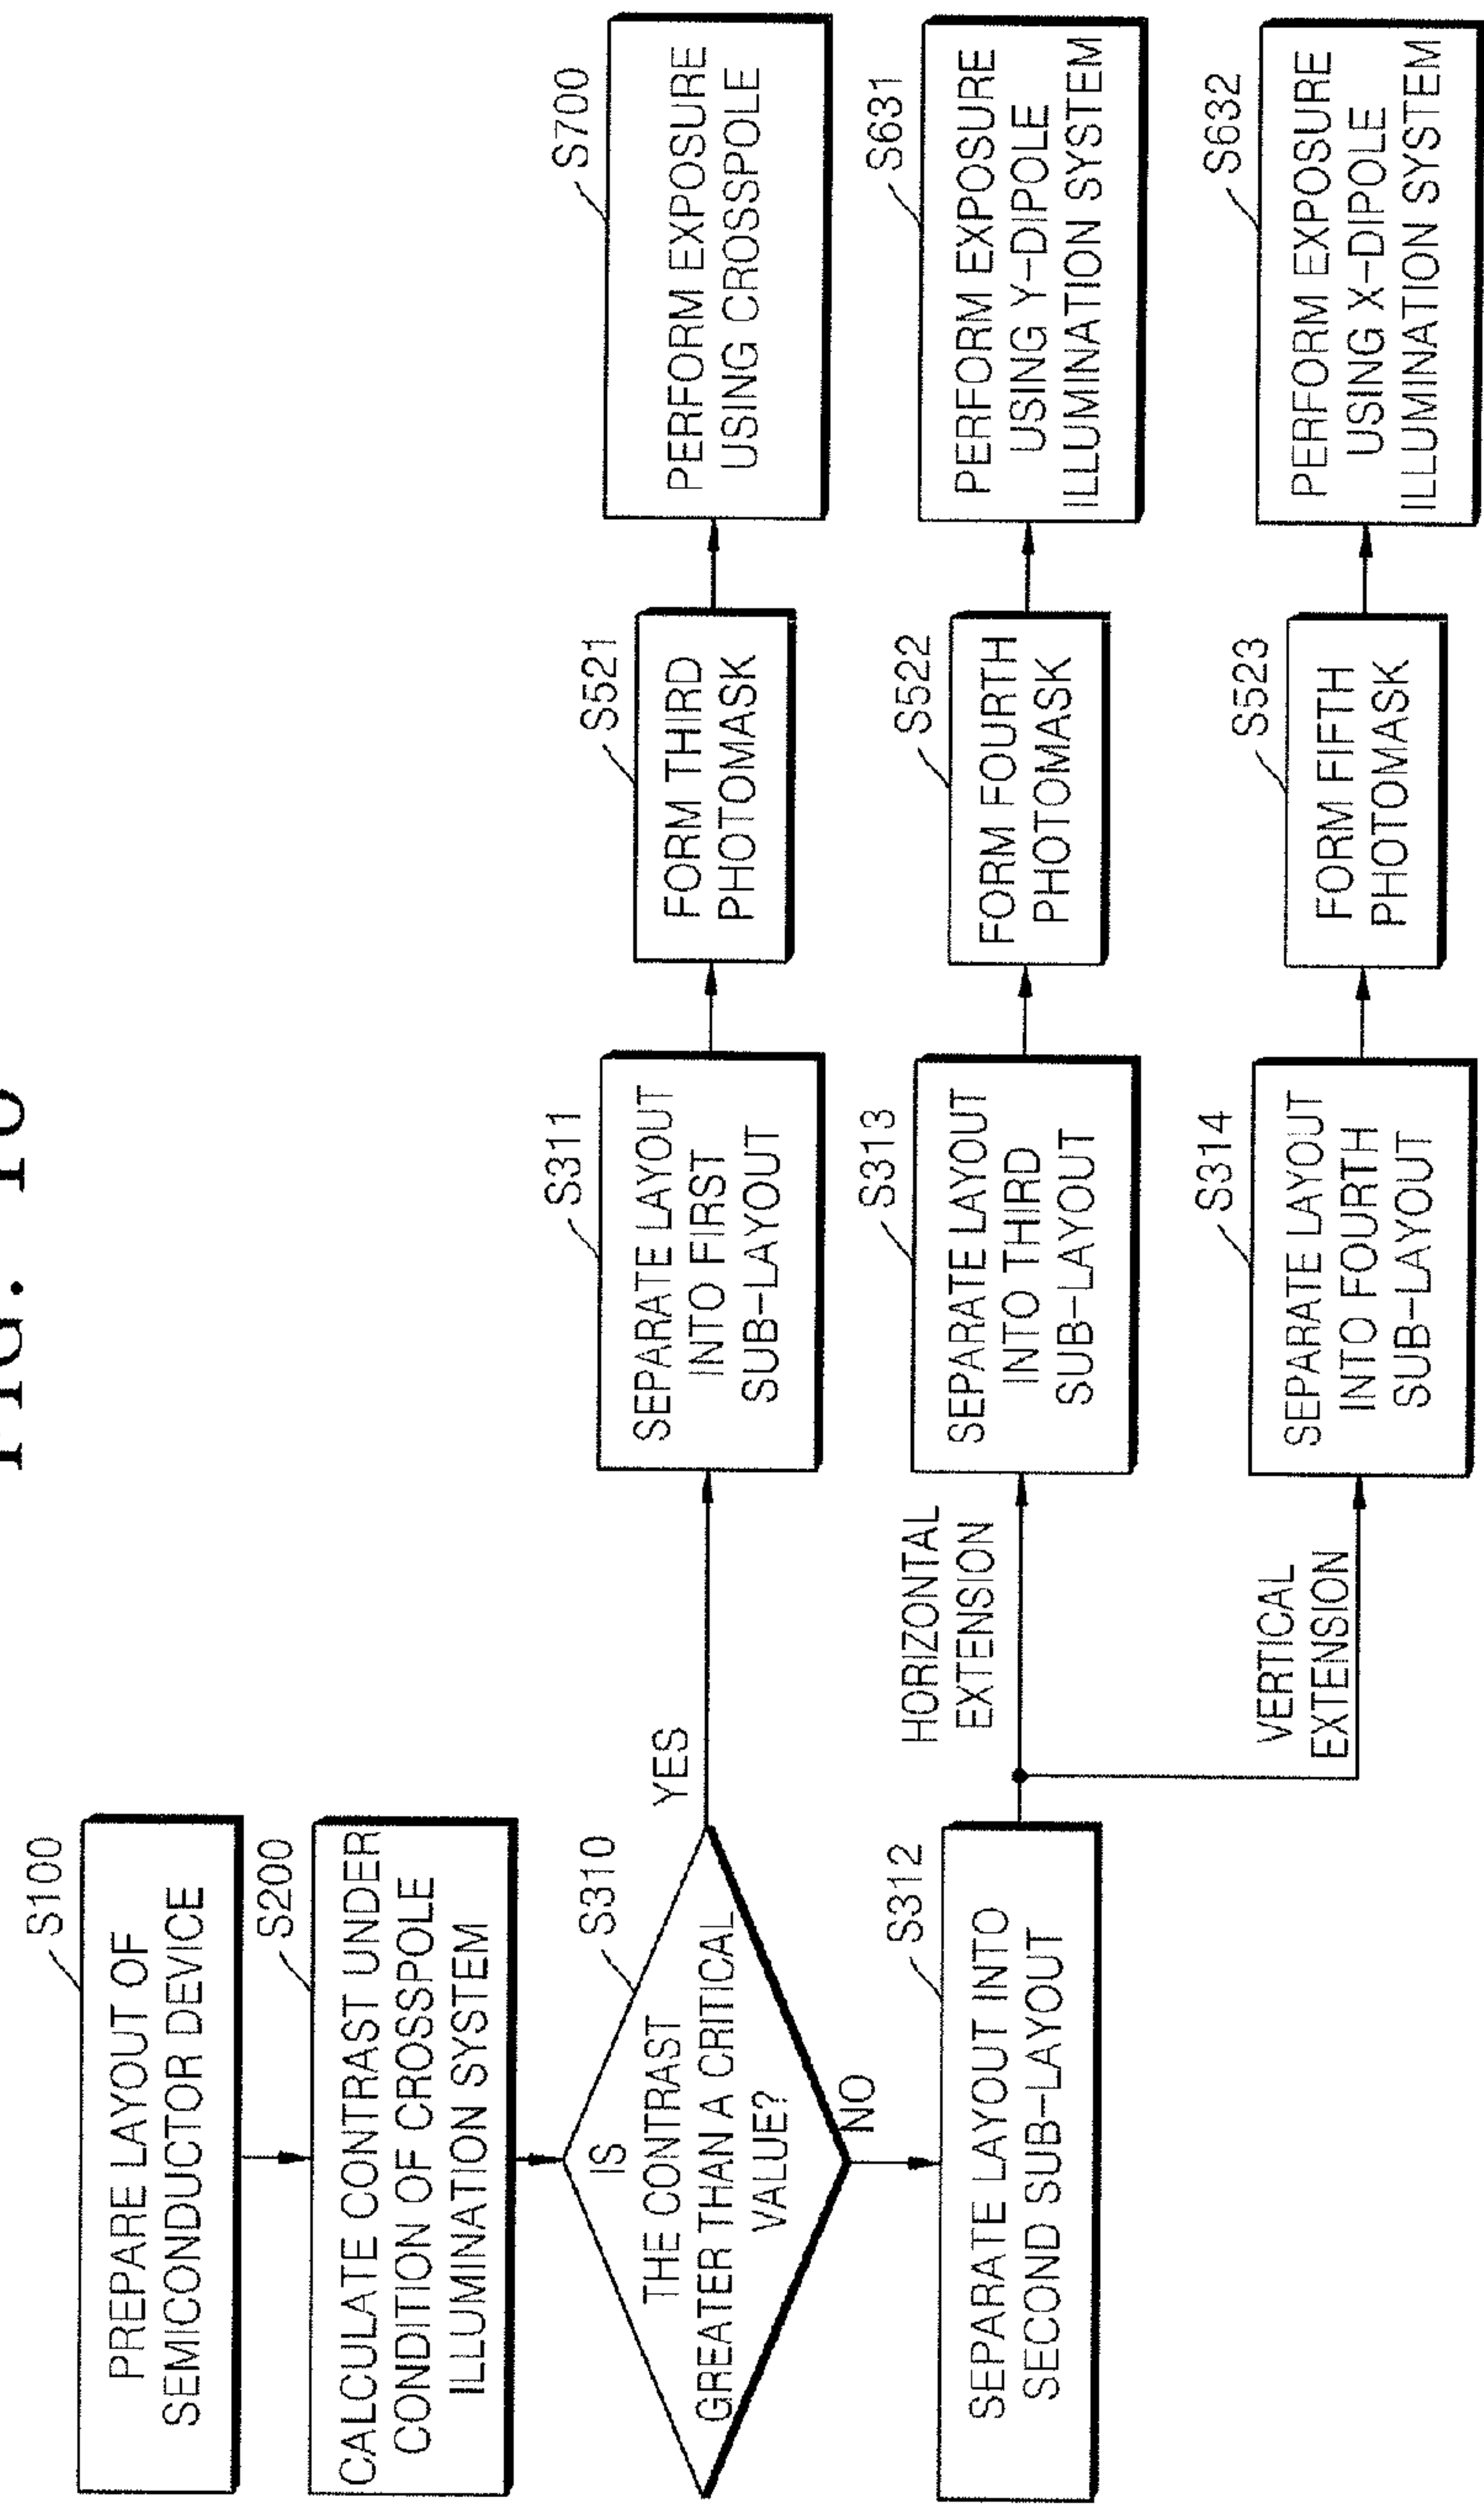 FIG. 10
S100
PREPARE LAYOUT OF
SEMICONDUCTOR DEVICE
S200
CALCULATE CONTRAST UNDER
CONDITION OF CROSSPOLE
ILLUMINATION SYSTEM
S310
IS
THE CONTRAST
GREATER THAN A CRITICAL
VALUE?
YES
NO
S311
SEPARATE LAYOUT
INTO FIRST
SUB-LAYOUT
S521
FORM THIRD
PHOTOMASK
S700
PERFORM EXPOSURE
USING CROSSPOLE
S312
SEPARATE LAYOUT INTO
SECOND SUB-LAYOUT
HORIZONTAL
EXTENSION
S313
SEPARATE LAYOUT
INTO THIRD
SUB-LAYOUT
S522
FORM FOURTH
PHOTOMASK
S631
PERFORM EXPOSURE
USING Y-DIPOLE
ILLUMINATION SYSTEM
VERTICAL
EXTENSION
S314
SEPARATE LAYOUT
INTO FOURTH
SUB-LAYOUT
S523
FORM FIFTH
PHOTOMASK
S632
PERFORM EXPOSURE
USING X-DIPOLE
ILLUMINATION SYSTEM